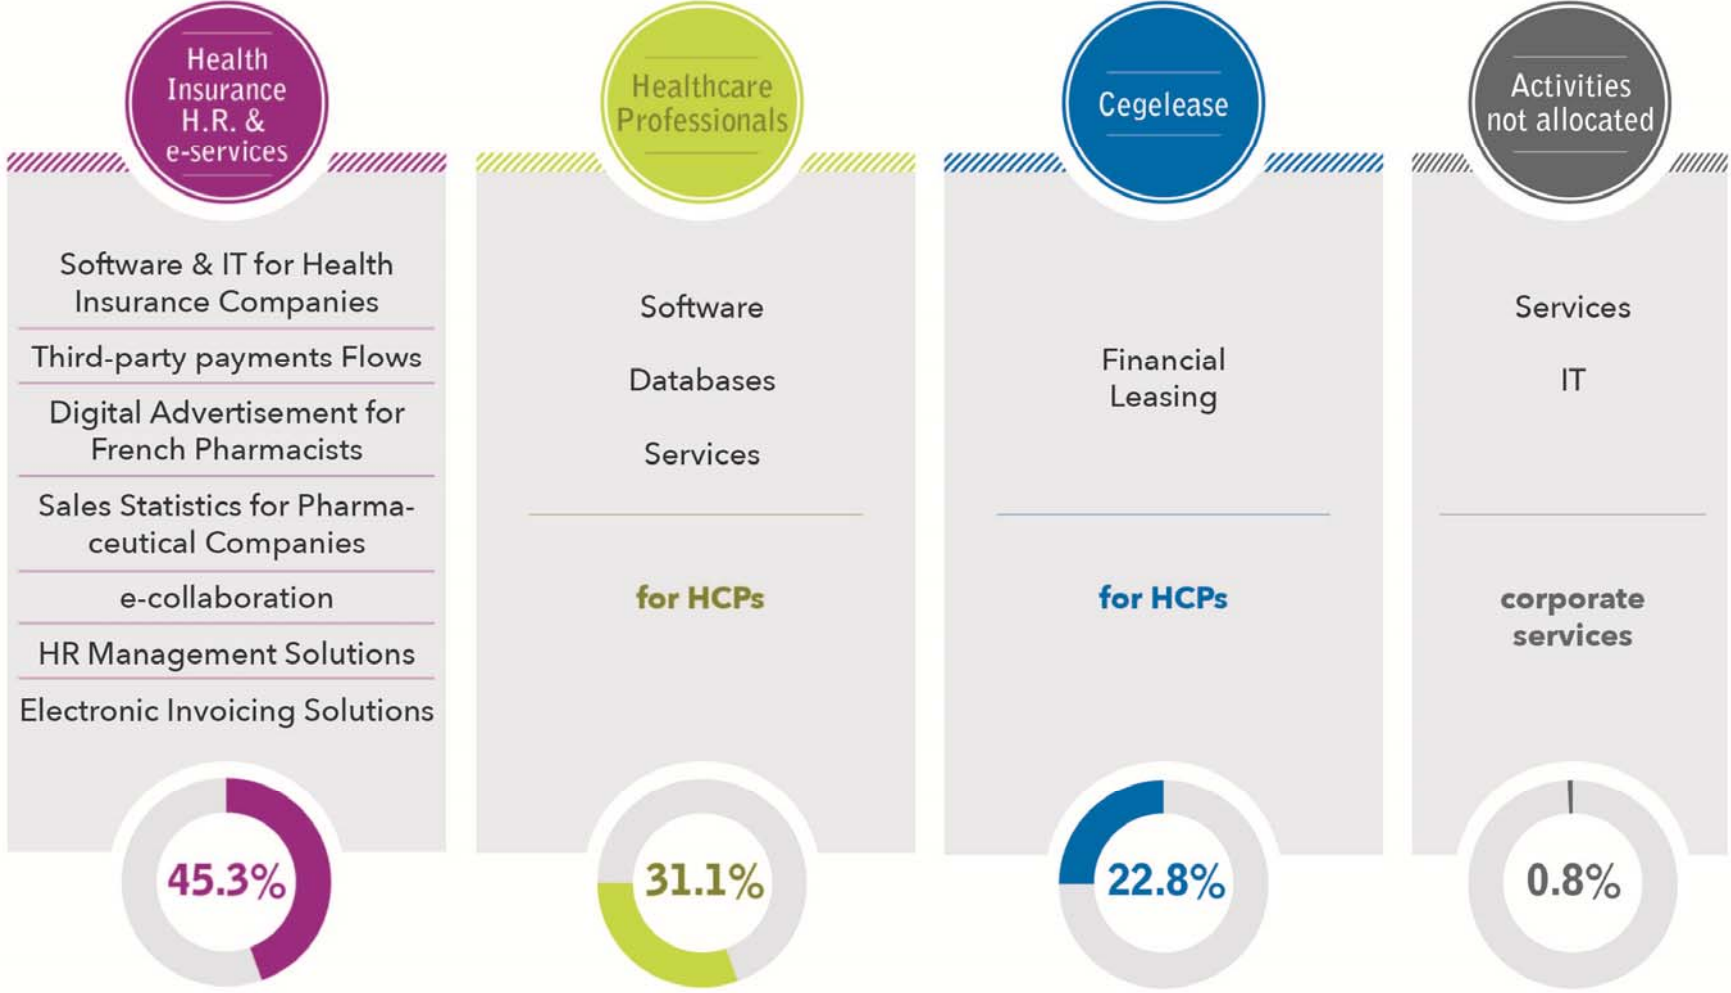 Health
Insurance
H.R. &
e-services
Software & IT for Health
Insurance Companies
Third-party payments Flows
Digital Advertisement for
French Pharmacists
Sales Statistics for Pharma-
ceutical Companies
e-collaboration
HR Management Solutions
Electronic Invoicing Solutions
45.3%
Healthcare
Professionals
Software
Databases
Services
for HCPs
31.1%
Cegelease
Financial
Leasing
for HCPs
22.8%
Activities
not allocated
Services
IT
corporate
services
0.8%